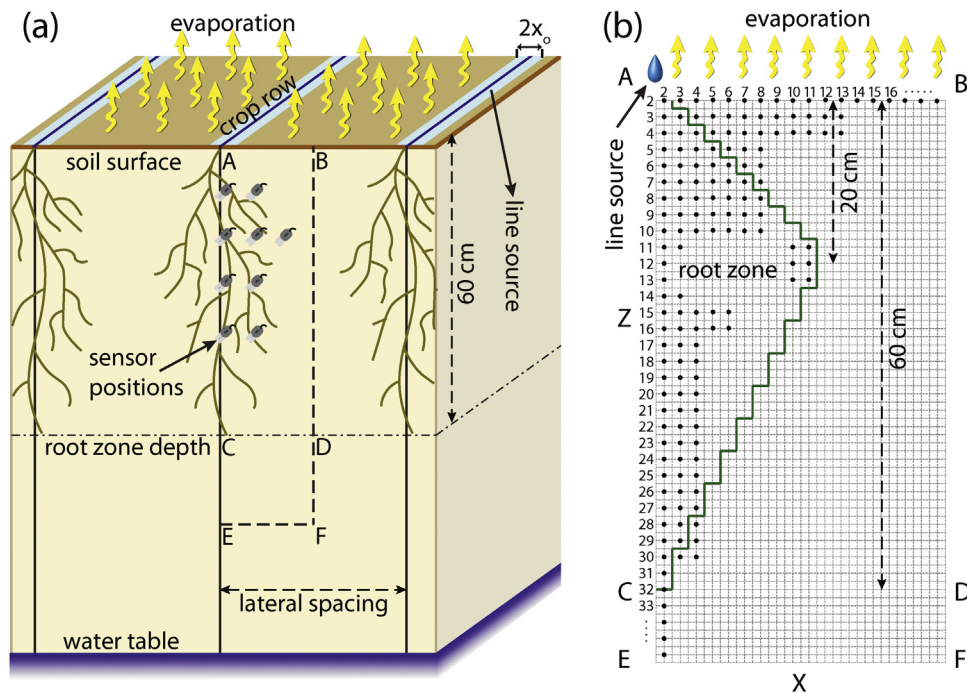 (a)
evaporation
2x₀
crop row
soil surface
A
B
line source
60 cm
sensor
positions
root zone depth
C
D
E
F
lateral spacing
water table
(b)
evaporation
A
B
2 3 4 5 6 7 8 9 10 11 12 13 14 15 16 .....
line source
2
3
4
5
6
7
8
9
10
11
12
13
14
15
16
17
18
19
20
21
22
23
24
25
26
27
28
29
30
31
32
33
.....
20 cm
60 cm
root zone
Z
C
D
E
F
X